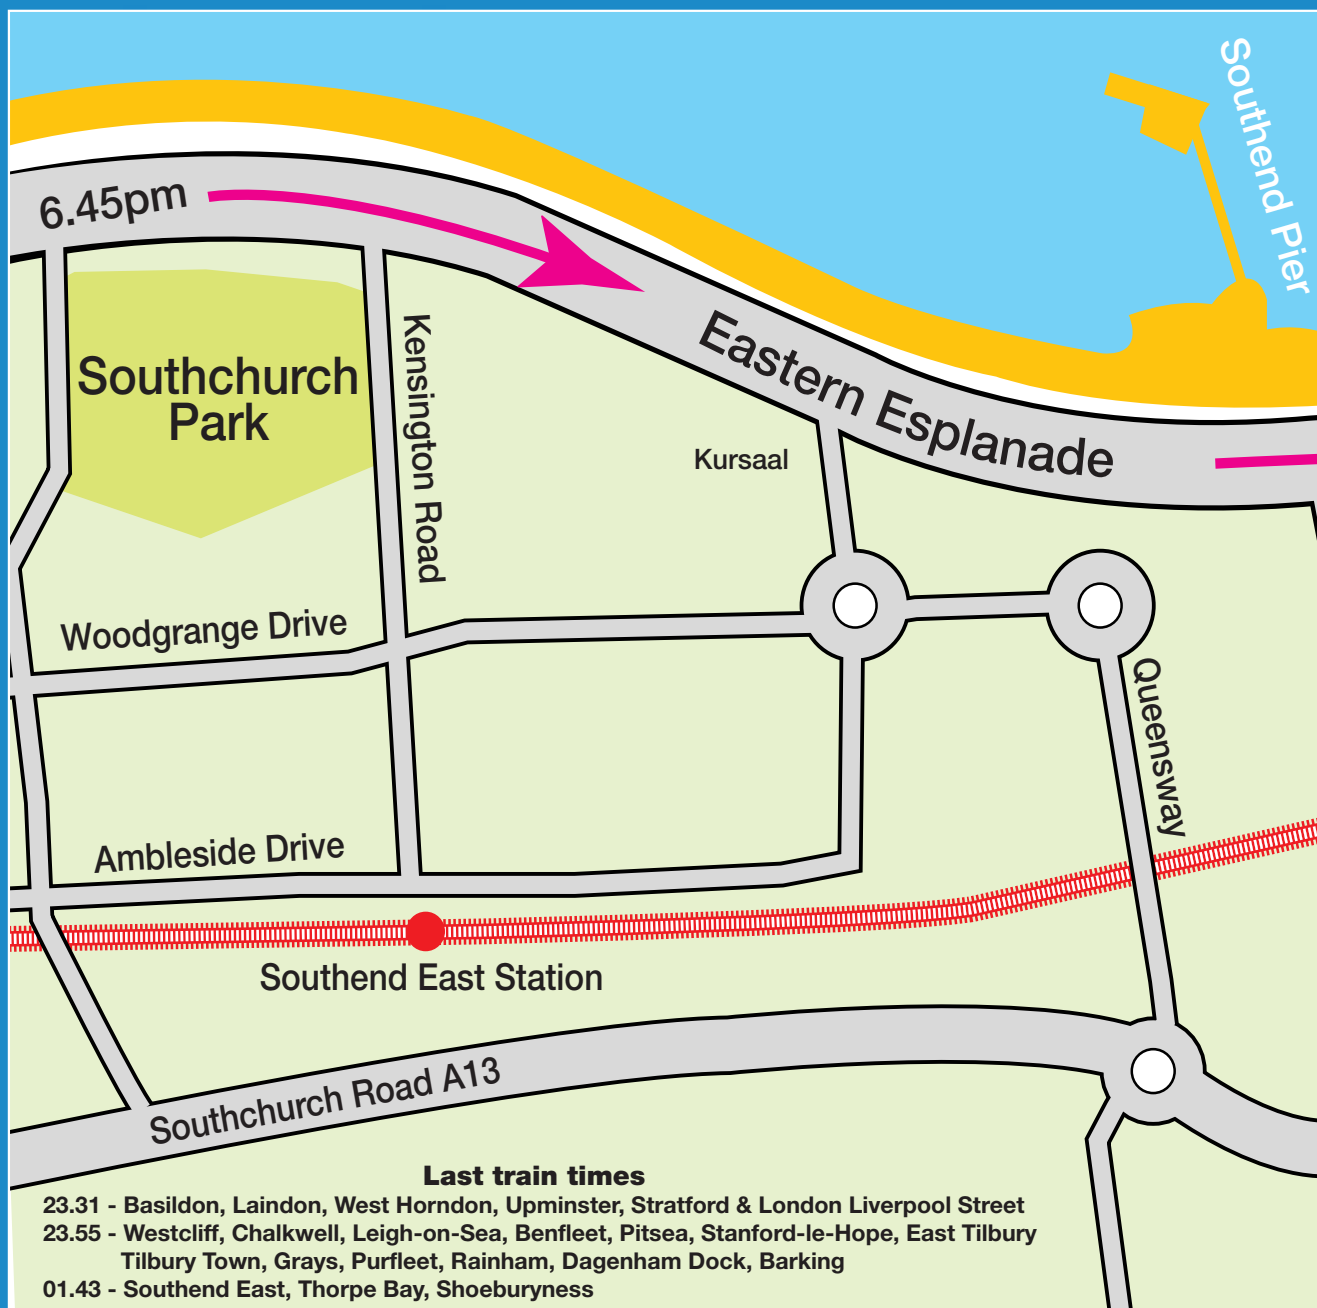 Southend Pier
6.45pm
Eastern Esplanade
Southchurch
Park
Kensington Road
Kursaal
Woodgrange Drive
Queensway
Ambleside Drive
Southend East Station
Southchurch Road A13
Last train times
23.31 - Basildon, Laindon, West Horndon, Upminster, Stratford & London Liverpool Street
23.55 - Westcliff, Chalkwell, Leigh-on-Sea, Benfleet, Pitsea, Stanford-le-Hope, East Tilbury
Tilbury Town, Grays, Purfleet, Rainham, Dagenham Dock, Barking
01.43 - Southend East, Thorpe Bay, Shoeburyness